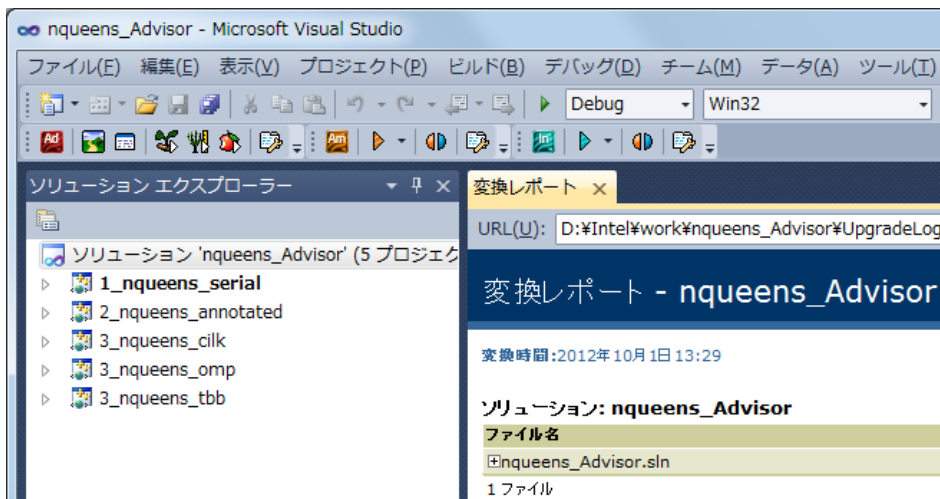 nqueens_Advisor - Microsoft Visual Studio
ファイル(F) 編集(E) 表示(V) プロジェクト(P) ビルド(B) デバッグ(D) チーム(M) データ(A) ツール(T)
Debug Win32
Ad Am In
ソリューション エクスプローラー
変換レポート
URL(U): D:¥Intel¥work¥nqueens_Advisor¥UpgradeLog
ソリューション 'nqueens_Advisor' (5 プロジェク
1_nqueens_serial
2_nqueens_annotated
3_nqueens_cilk
3_nqueens_omp
3_nqueens_tbb
変換レポート - nqueens_Advisor
変換時間:2012年10月1日 13:29
ソリューション: nqueens_Advisor
ファイル名
nqueens_Advisor.sln
1 ファイル